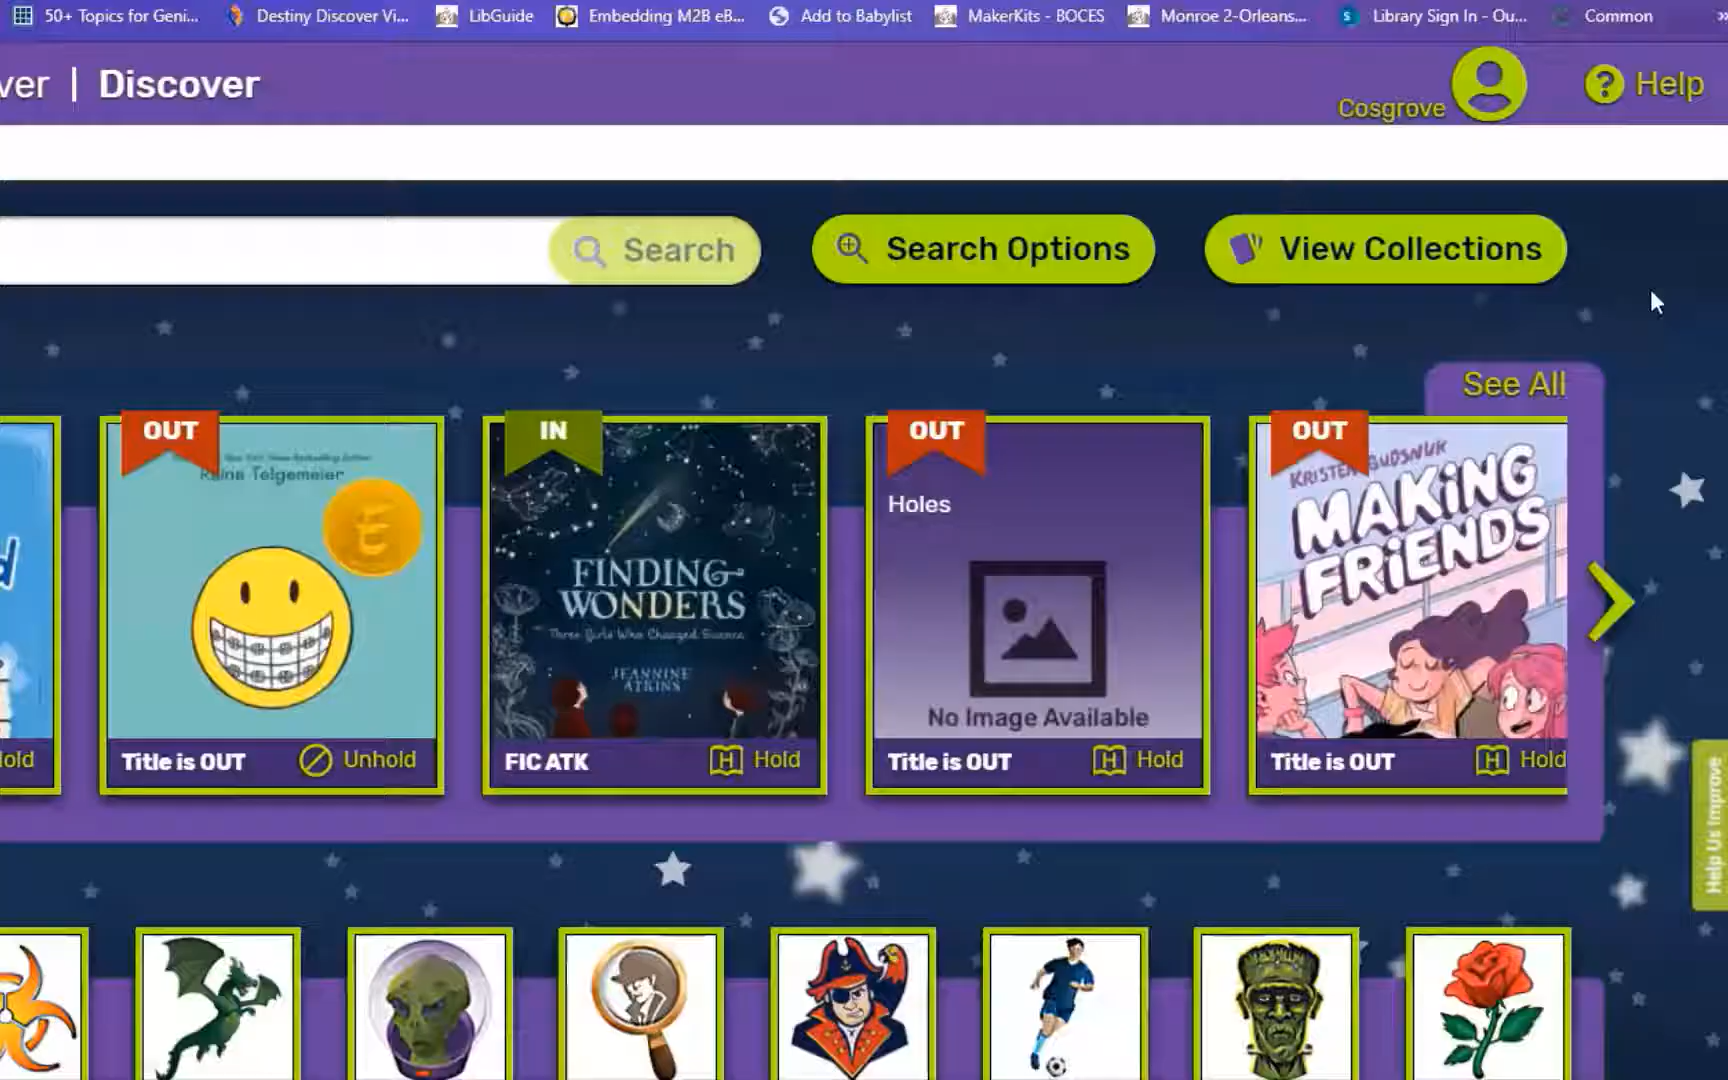 50+ Topics for Geni...
Destiny Discover Vi...
LibGuide
Embedding M2B eB...
Add to Babylist
MakerKits - BOCES
Monroe 2-Orleans...
Library Sign In - Ou...
Common
ver | Discover
Cosgrove
Help
Search
Search Options
View Collections
See All
OUT
Raina Telgemeier
Title is OUT
Unhold
IN
FINDING
WONDERS
Three Girls Who Changed Science
JEANNINE
ATKINS
FIC ATK
Hold
OUT
Holes
No Image Available
Title is OUT
Hold
OUT
KRISTEN GUDSNUK
MAKING
FRIENDS
Title is OUT
Hold
Help Us Improve